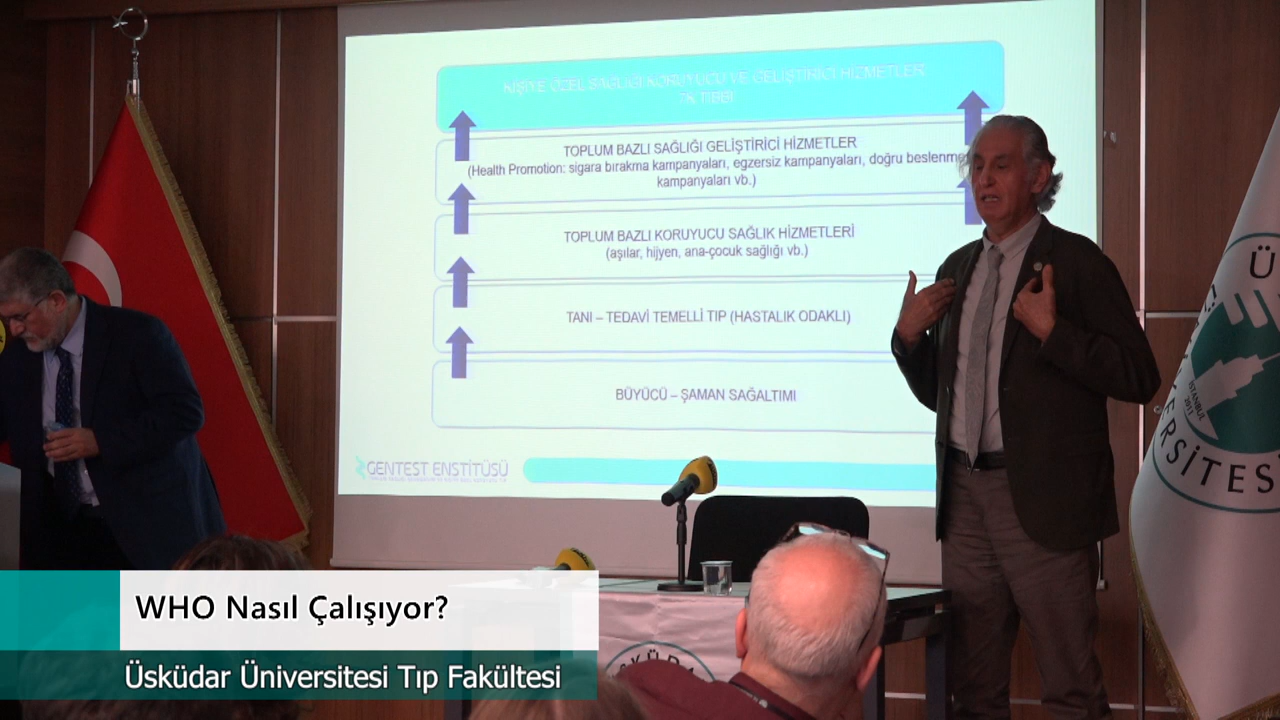 KİŞİYE ÖZEL SAĞLIĞI KORUYUCU VE GELİŞTİRİCİ HİZMETLER
TOPLUM BAZLI SAĞLIĞI GELİŞTİRİCİ HİZMETLER
(Health Promotion: sigara bırakma kampanyaları, egzersiz kampanyaları, doğru beslenme
kampanyaları vb.)
TOPLUM BAZLI KORUYUCU SAĞLIK HİZMETLERİ
(aşılar, hijyen, ana-çocuk sağlığı vb.)
TANI – TEDAVİ TEMELLİ TIP (HASTALIK ODAKLI)
BÜYÜCÜ – ŞAMAN SAĞALTIMI
GENTEST ENSTİTÜSÜ
İSTANBUL
2011
WHO Nasıl Çalışıyor?
Üsküdar Üniversitesi Tıp Fakültesi